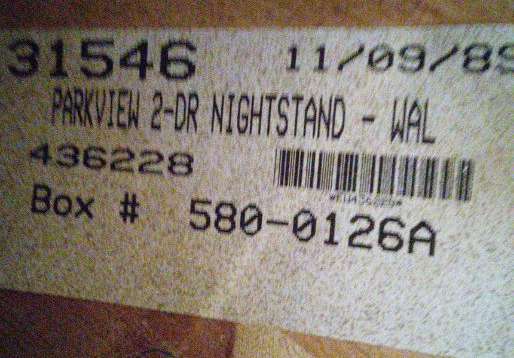 31546 11/09/89
PARKVIEW 2-DR NIGHTSTAND - WAL
436228
Box # 580-0126A